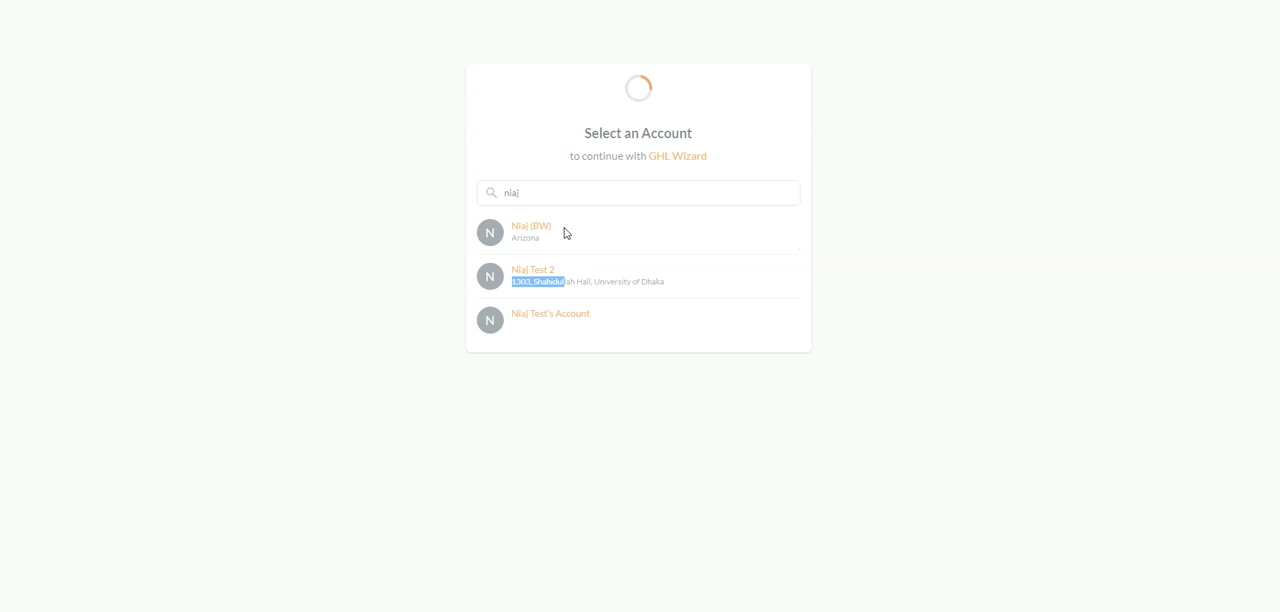 Select an Account
to continue with GHL Wizard
niaj
N
Niaj (BW)
Arizona
N
Niaj Test 2
1303, Shahidullah Hall, University of Dhaka
N
Niaj Test's Account